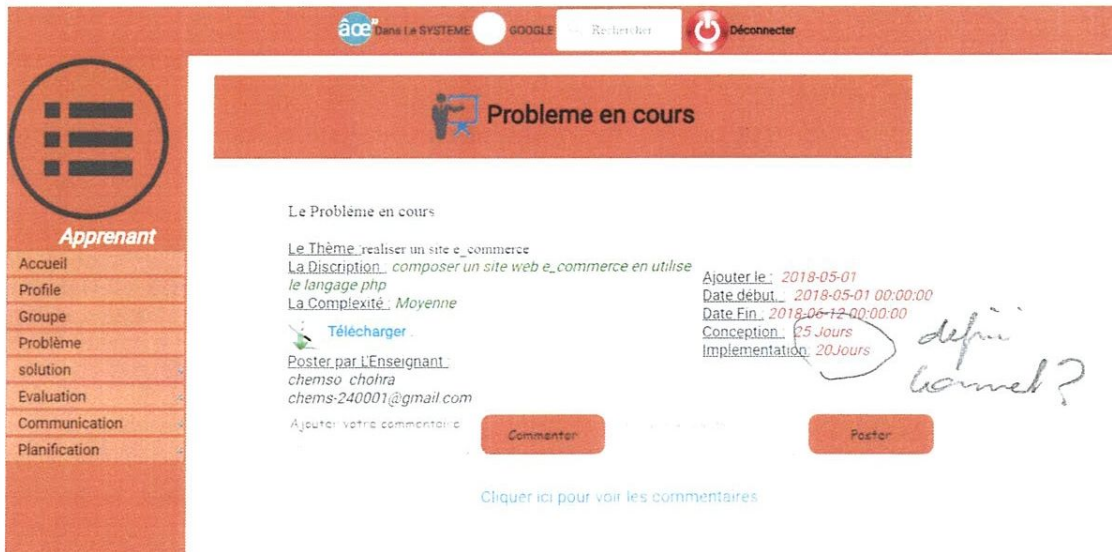 Dans Le SYSTEME GOOGLE Rechercher Déconnecter
Probleme en cours
Apprenant
Accueil
Profile
Groupe
Problème
solution
Evaluation
Communication
Planification
Le Problème en cours
Le Thème :realiser un site e_commerce
La Discription : composer un site web e_commerce en utilise
le langage php
La Complexité : Moyenne
Télécharger
Poster par L'Enseignant :
chemso chohra
chems-240001@gmail.com
Ajouter le : 2018-05-01
Date début : 2018-05-01 00:00:00
Date Fin : 2018-06-12 00:00:00
Conception : 25 Jours
Implementation: 20Jours
Ajouter votre commentaire
Commenter
Poster
Cliquer ici pour voir les commentaires